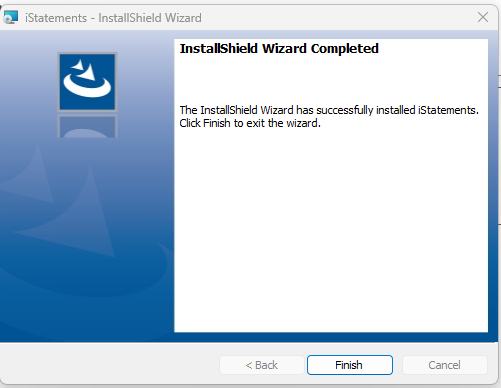 iStatements - InstallShield Wizard
InstallShield Wizard Completed
The InstallShield Wizard has successfully installed iStatements.
Click Finish to exit the wizard.
< Back
Finish
Cancel